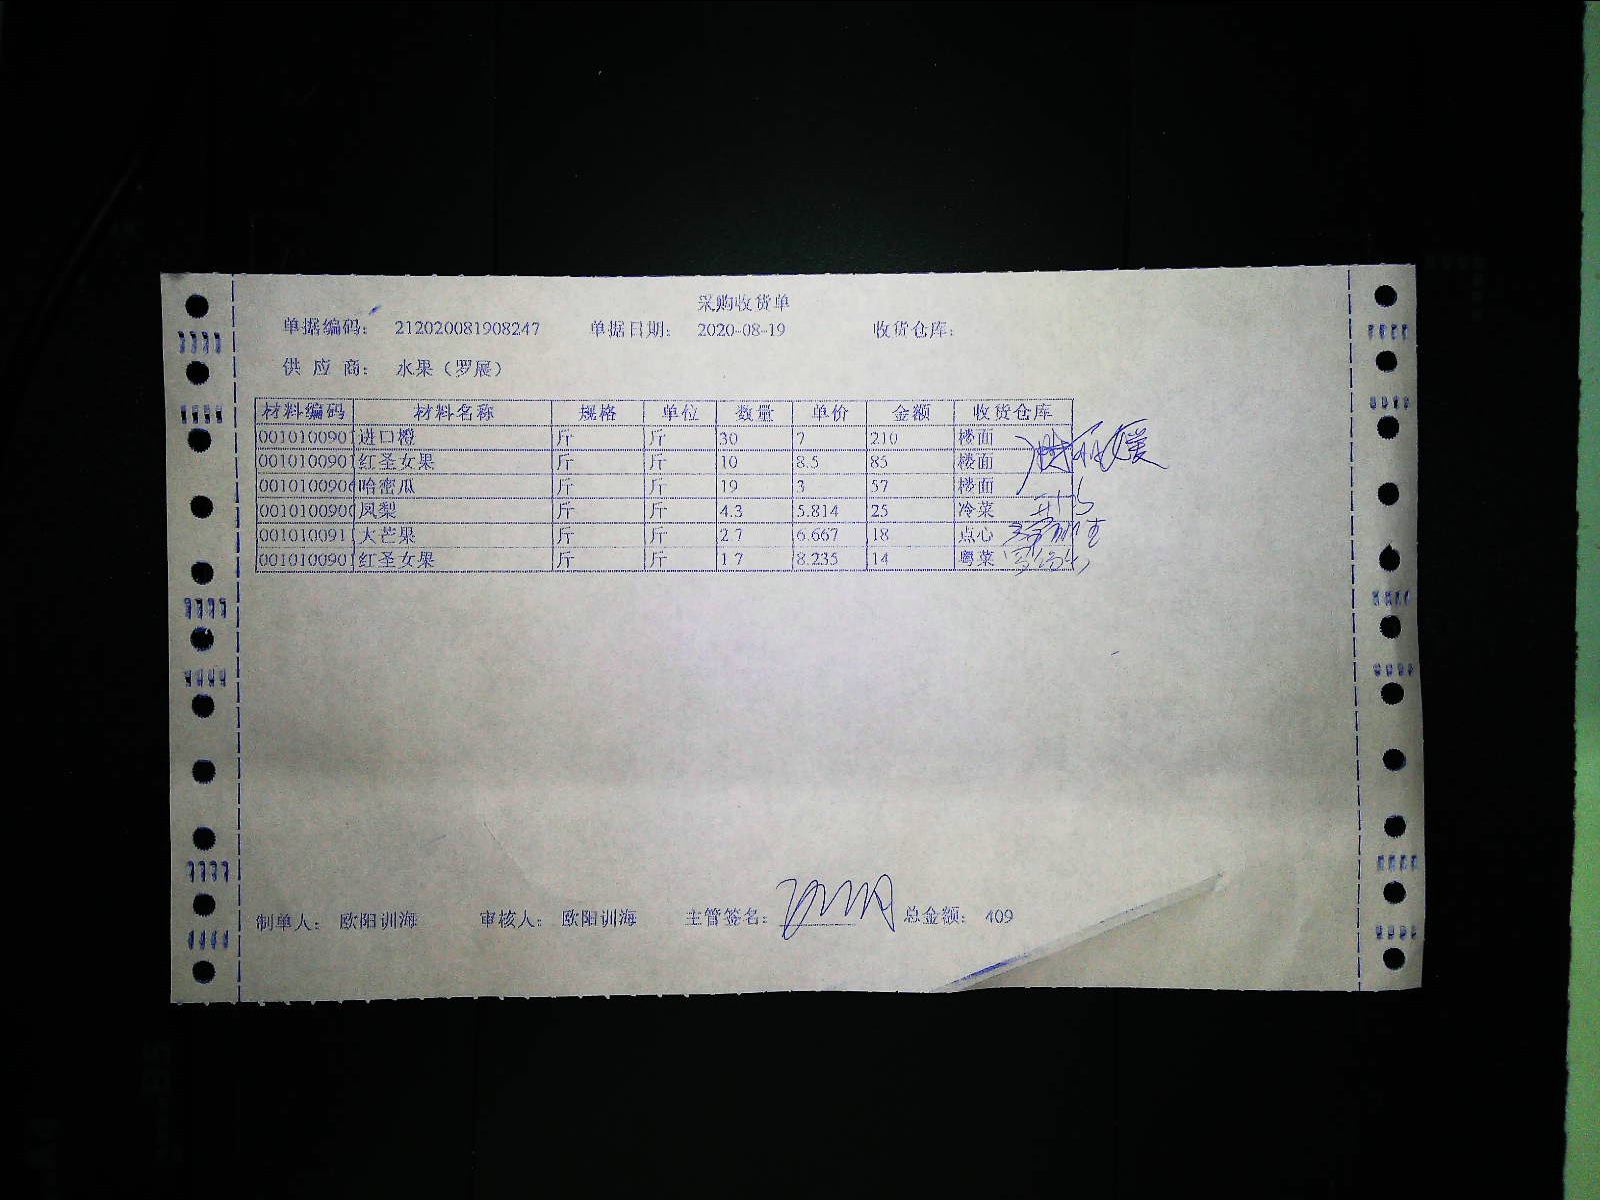 采购收货单
单据编码： 212020081908247 单据日期： 2020-08-19 收货仓库：
供 应 商： 水果（罗展）
材料编码 材料名称 规格 单位 数量 单价 金额 收货仓库
0010100901 进口橙 斤 斤 30 7 210 楼面
0010100901 红圣女果 斤 斤 10 8.5 85 楼面
001010090 哈密瓜 斤 斤 19 3 57 楼面
001010090 凤梨 斤 斤 4.3 5.814 25 冷菜
001010091 大芒果 斤 斤 2.7 6.667 18 点心
001010090 红圣女果 斤 斤 1.7 8.235 14 粤菜
制单人： 欧阳训海 审核人： 欧阳训海 主管签名： 总金额： 409